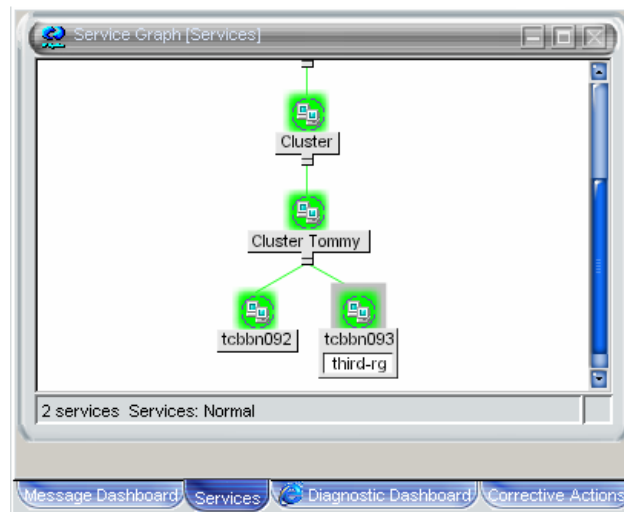 Service Graph [Services]
Cluster
Cluster Tommy
tcbbn092
tcbbn093
third-rg
2 services Services: Normal
Message Dashboard
Services
Diagnostic Dashboard
Corrective Actions